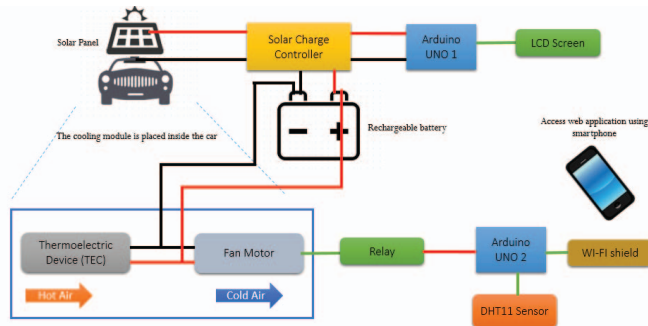 Solar Panel
Solar Charge
Controller
Arduino
UNO 1
LCD Screen
Rechargeable battery
The cooling module is placed inside the car
Access web application using
smartphone
Thermoelectric
Device (TEC)
Fan Motor
Relay
Arduino
UNO 2
WI-FI shield
Hot Air
Cold Air
DHT11 Sensor